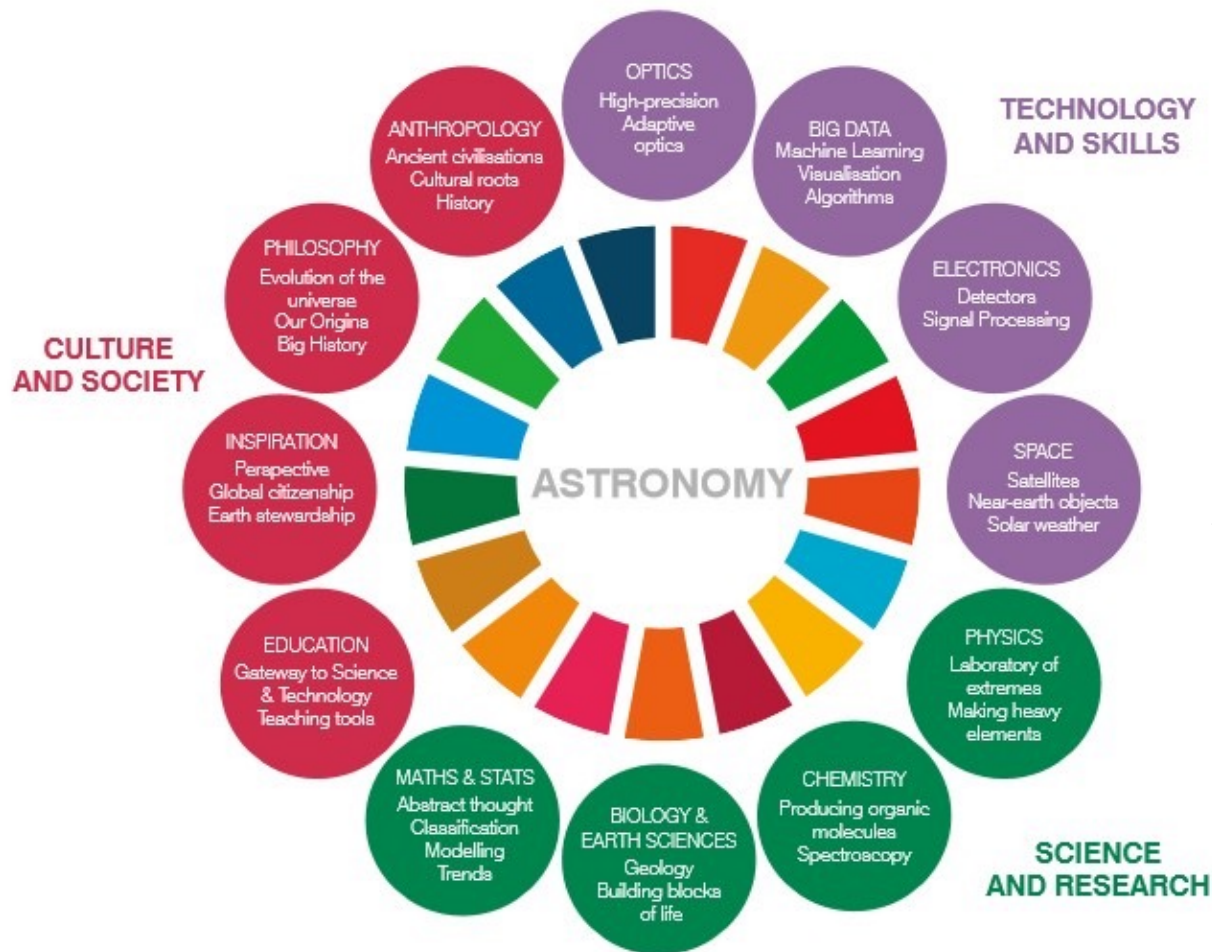 OPTICS
High-precision
Adaptive
optics
BIG DATA
Machine Learning
Visualisation
Algorithms
TECHNOLOGY
AND SKILLS
ELECTRONICS
Detectors
Signal Processing
SPACE
Satellites
Near-earth objects
Solar weather
PHYSICS
Laboratory of
extremes
Making heavy
elements
CHEMISTRY
Producing organic
molecules
Spectroscopy
SCIENCE
AND RESEARCH
BIOLOGY &
EARTH SCIENCES
Geology
Building blocks
of life
MATHS & STATS
Abstract thought
Classification
Modelling
Trends
EDUCATION
Gateway to Science
& Technology
Teaching tools
INSPIRATION
Perspective
Global citizenship
Earth stewardship
CULTURE
AND SOCIETY
PHILOSOPHY
Evolution of the
universe
Our Origins
Big History
ANTHROPOLOGY
Ancient civilisations
Cultural roots
History
ASTRONOMY